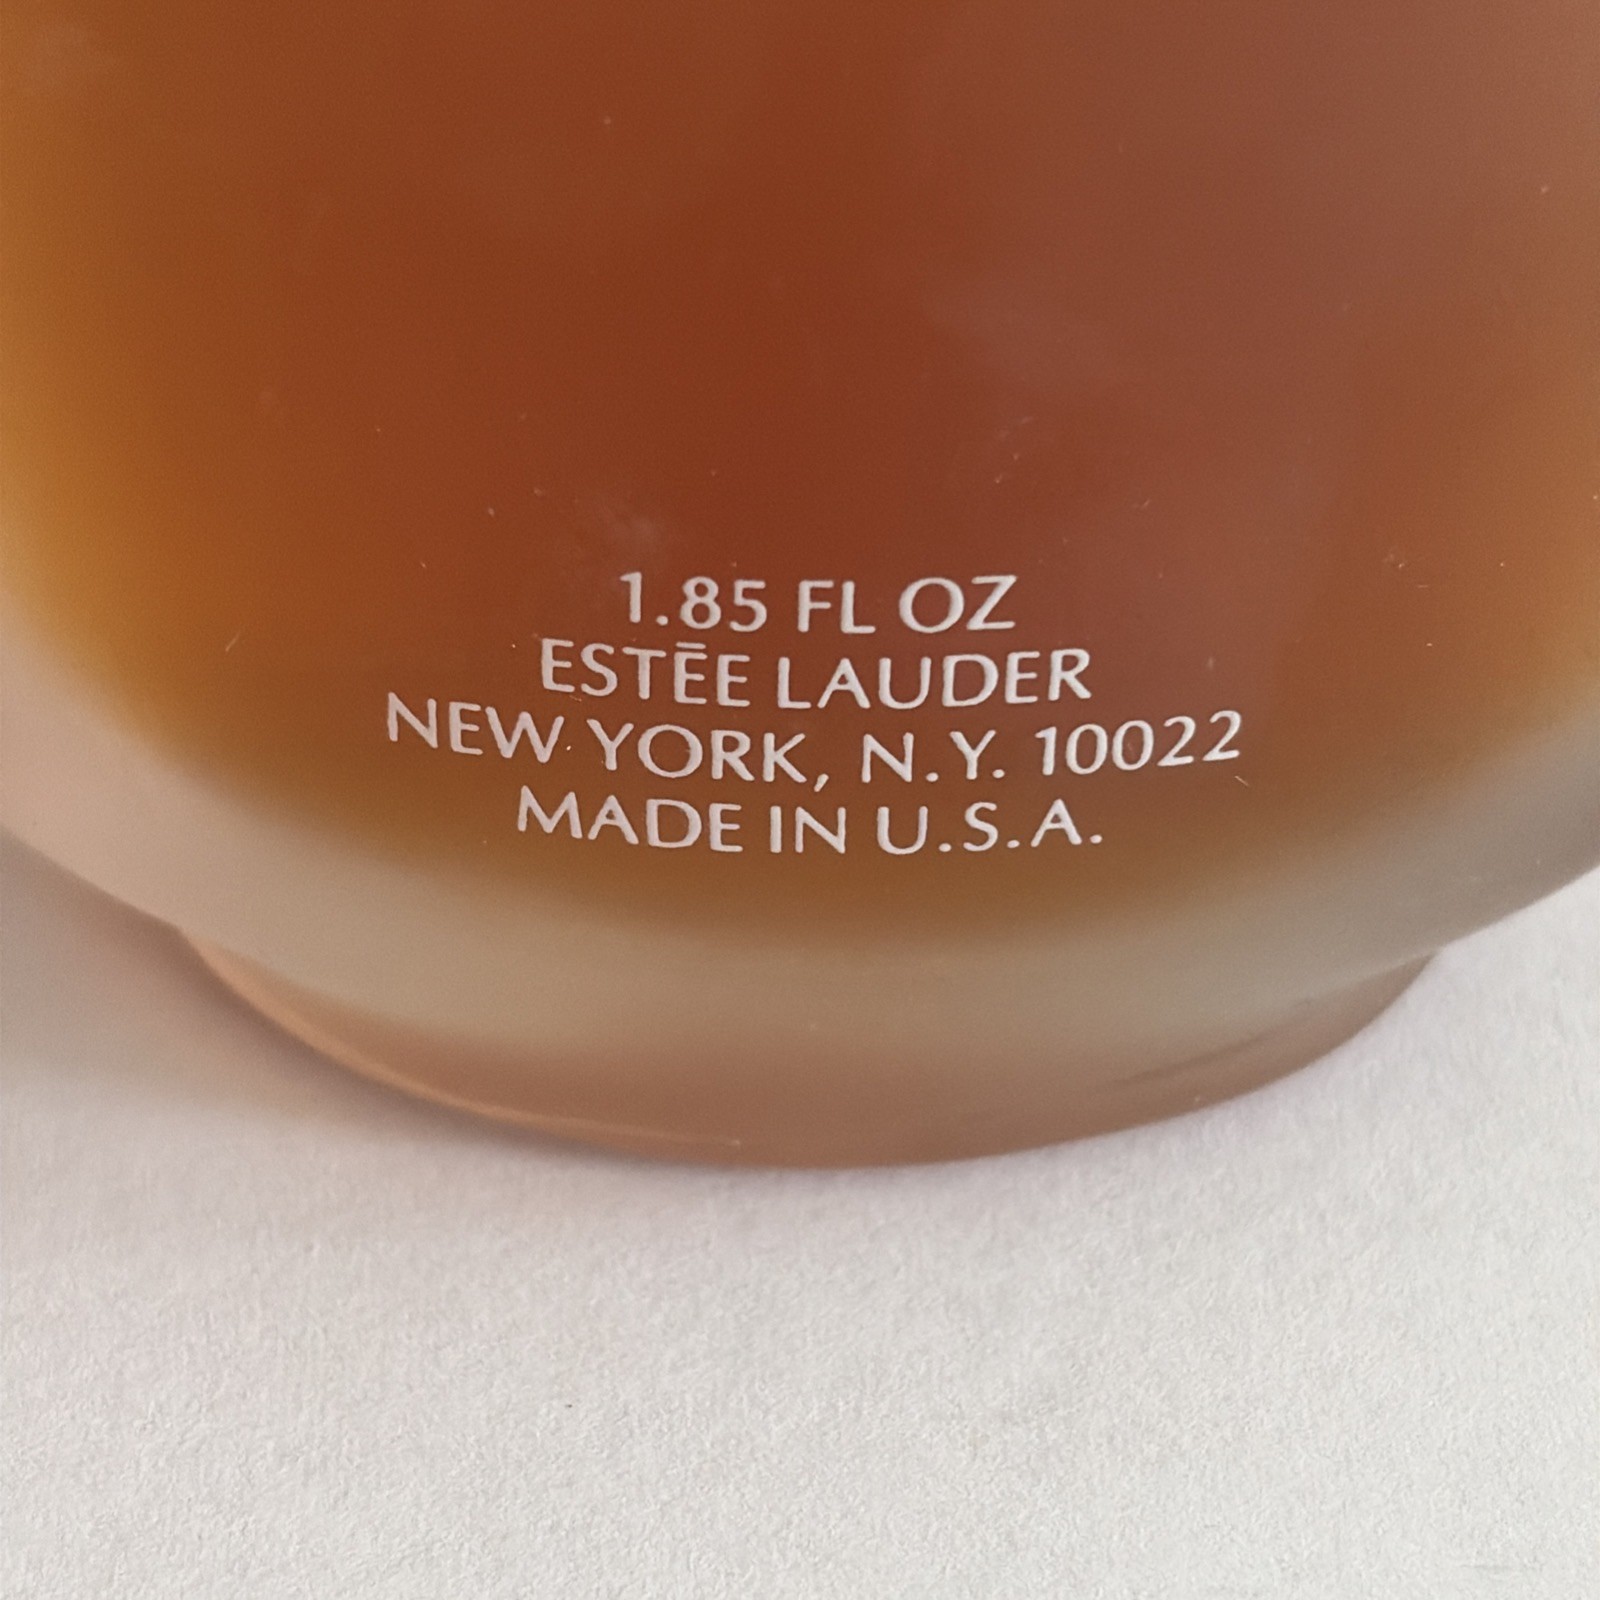 1.85 FL OZ
ESTĒE LAUDER
NEW YORK, N.Y. 10022
MADE IN U.S.A.